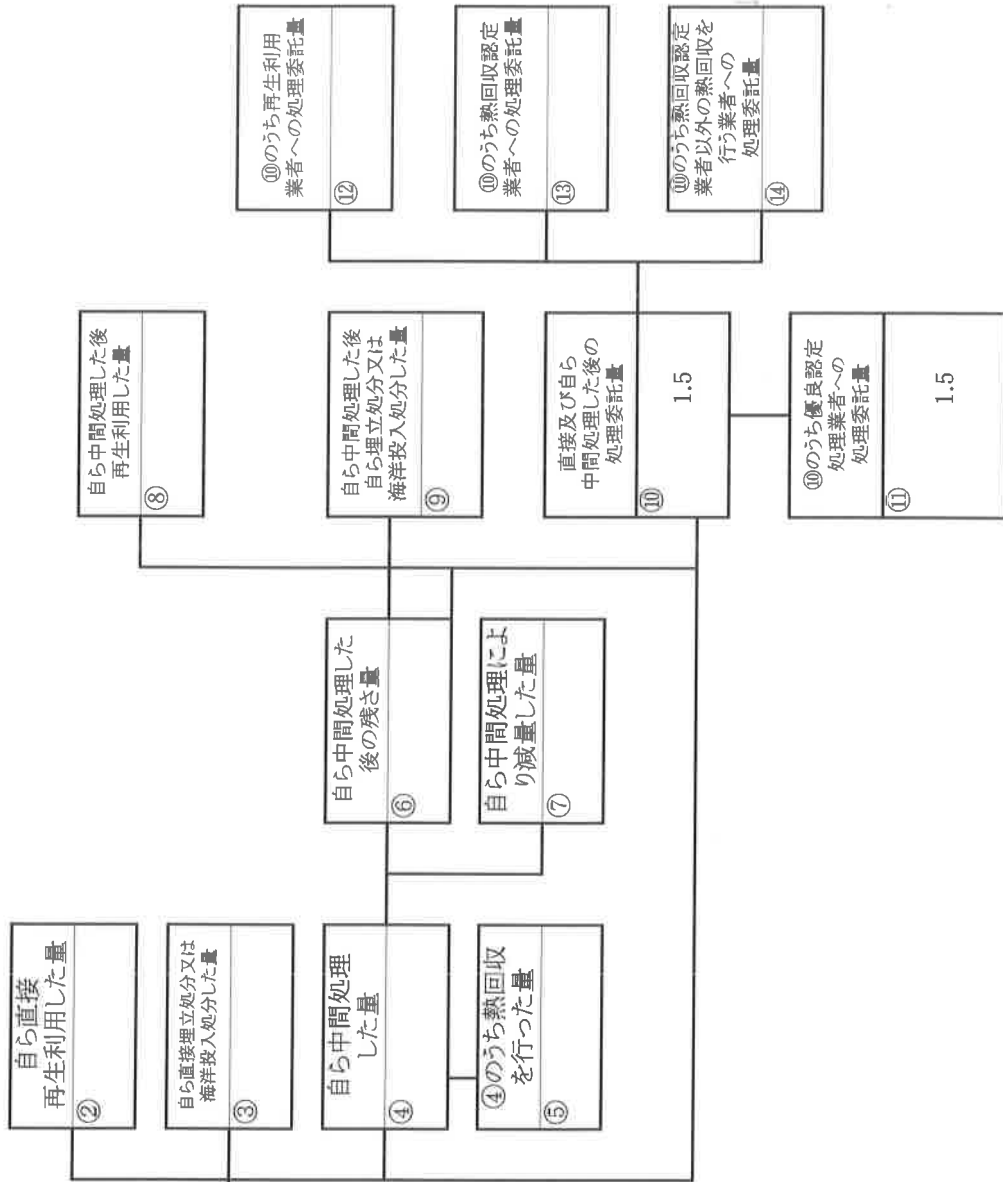 自ら直接
再生利用した量
②
自ら直接埋立処分又は
海洋投入処分した量
③
自ら中間処理
した量
④
④のうち熱回収
を行った量
⑤
自ら中間処理した
後の残さ量
⑥
自ら中間処理によ
り減量した量
⑦
自ら中間処理した後
再生利用した量
⑧
自ら中間処理した後
自ら埋立処分又は
海洋投入処分した量
⑨
直接及び自ら
中間処理した後の
処理委託量
⑩
1.5
⑩のうち優良認定
処理業者への
処理委託量
⑪
1.5
⑩のうち再生利用
業者への処理委託量
⑫
⑩のうち熱回収認定
業者への処理委託量
⑬
⑩のうち熱回収認定
業者以外の熱回収を
行う業者への
処理委託量
⑭